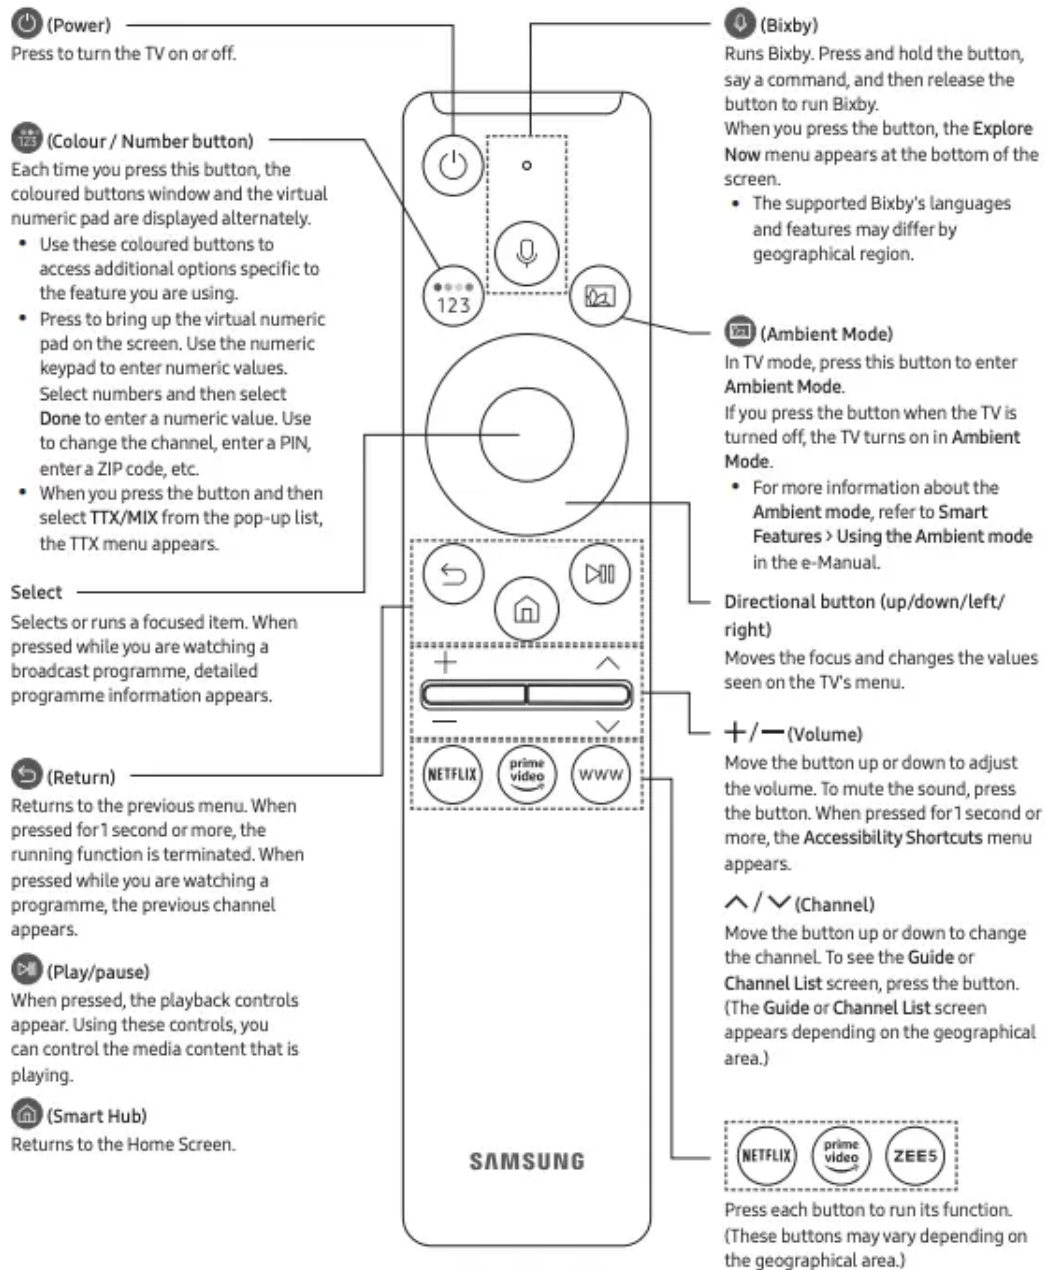 (Power)
Press to turn the TV on or off.
123 (Colour / Number button)
Each time you press this button, the
coloured buttons window and the virtual
numeric pad are displayed alternately.
• Use these coloured buttons to
access additional options specific to
the feature you are using.
• Press to bring up the virtual numeric
pad on the screen. Use the numeric
keypad to enter numeric values.
Select numbers and then select
Done to enter a numeric value. Use
to change the channel, enter a PIN,
enter a ZIP code, etc.
• When you press the button and then
select TTX/MIX from the pop-up list,
the TTX menu appears.
Select
Selects or runs a focused item. When
pressed while you are watching a
broadcast programme, detailed
programme information appears.
(Return)
Returns to the previous menu. When
pressed for 1 second or more, the
running function is terminated. When
pressed while you are watching a
programme, the previous channel
appears.
(Play/pause)
When pressed, the playback controls
appear. Using these controls, you
can control the media content that is
playing.
(Smart Hub)
Returns to the Home Screen.
123
+
—
NETFLIX
prime
video
www
SAMSUNG
(Bixby)
Runs Bixby. Press and hold the button,
say a command, and then release the
button to run Bixby.
When you press the button, the Explore
Now menu appears at the bottom of the
screen.
• The supported Bixby's languages
and features may differ by
geographical region.
(Ambient Mode)
In TV mode, press this button to enter
Ambient Mode.
If you press the button when the TV is
turned off, the TV turns on in Ambient
Mode.
• For more information about the
Ambient mode, refer to Smart
Features > Using the Ambient mode
in the e-Manual.
Directional button (up/down/left/
right)
Moves the focus and changes the values
seen on the TV's menu.
+/— (Volume)
Move the button up or down to adjust
the volume. To mute the sound, press
the button. When pressed for 1 second or
more, the Accessibility Shortcuts menu
appears.
/ (Channel)
Move the button up or down to change
the channel. To see the Guide or
Channel List screen, press the button.
(The Guide or Channel List screen
appears depending on the geographical
area.)
NETFLIX
prime
video
ZEE5
Press each button to run its function.
(These buttons may vary depending on
the geographical area.)